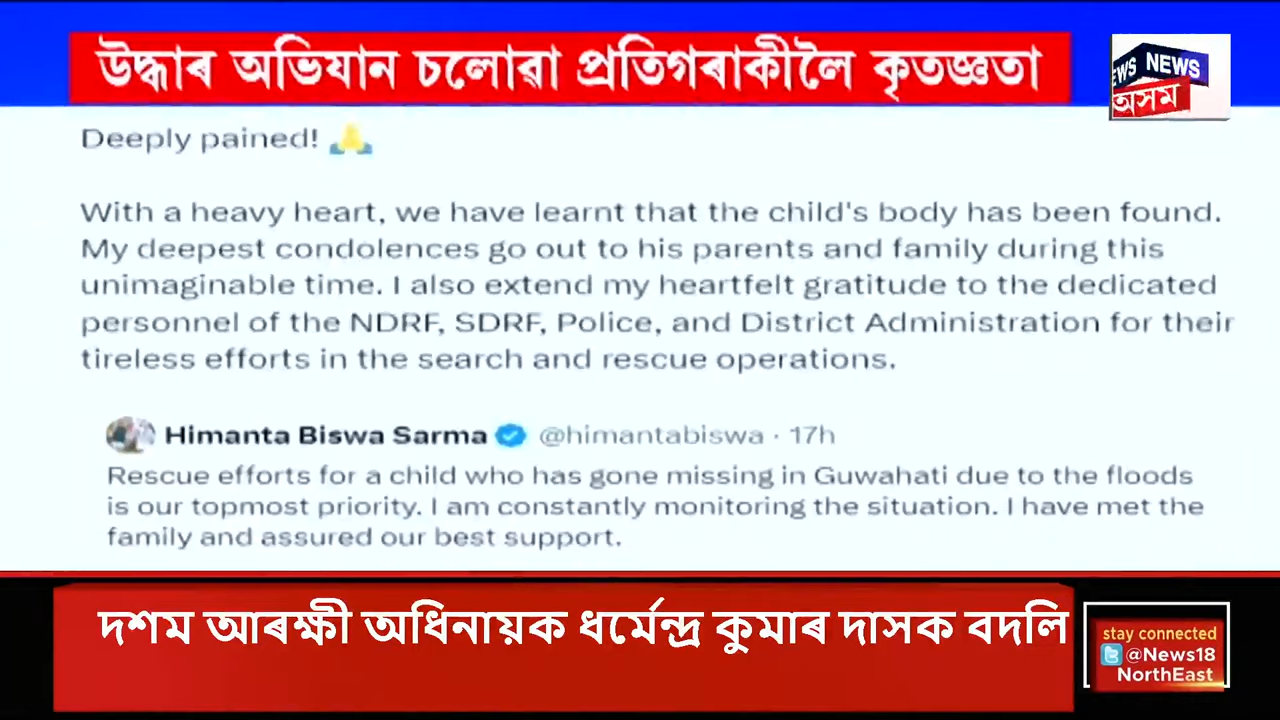 উদ্ধাৰ অভিযান চলোৱা প্ৰতিগৰাকীলৈ কৃতজ্ঞতা
EWS NEWS
অসম
Deeply pained! 🙏
With a heavy heart, we have learnt that the child's body has been found.
My deepest condolences go out to his parents and family during this
unimaginable time. I also extend my heartfelt gratitude to the dedicated
personnel of the NDRF, SDRF, Police, and District Administration for their
tireless efforts in the search and rescue operations.
Himanta Biswa Sarma @himantabiswa · 17h
Rescue efforts for a child who has gone missing in Guwahati due to the floods
is our topmost priority. I am constantly monitoring the situation. I have met the
family and assured our best support.
দশম আৰক্ষী অধিনায়ক ধৰ্মেন্দ্ৰ কুমাৰ দাসক বদলি
stay connected
@News18
NorthEast